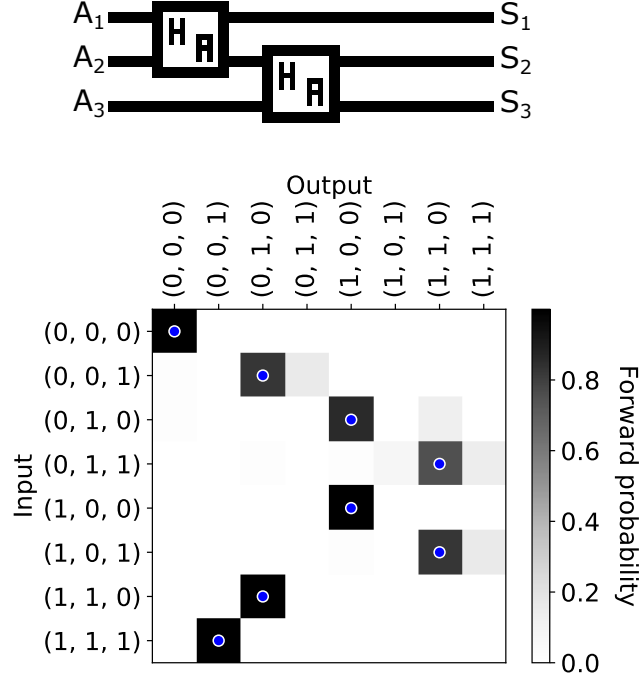 A₁ S₁
H A
A₂ S₂
H A
A₃ S₃
Output
(0, 0, 0) (0, 0, 1) (0, 1, 0) (0, 1, 1) (1, 0, 0) (1, 0, 1) (1, 1, 0) (1, 1, 1)
Input
(0, 0, 0)
(0, 0, 1)
(0, 1, 0)
(0, 1, 1)
(1, 0, 0)
(1, 0, 1)
(1, 1, 0)
(1, 1, 1)
0.8
0.6
0.4
0.2
0.0
Forward probability